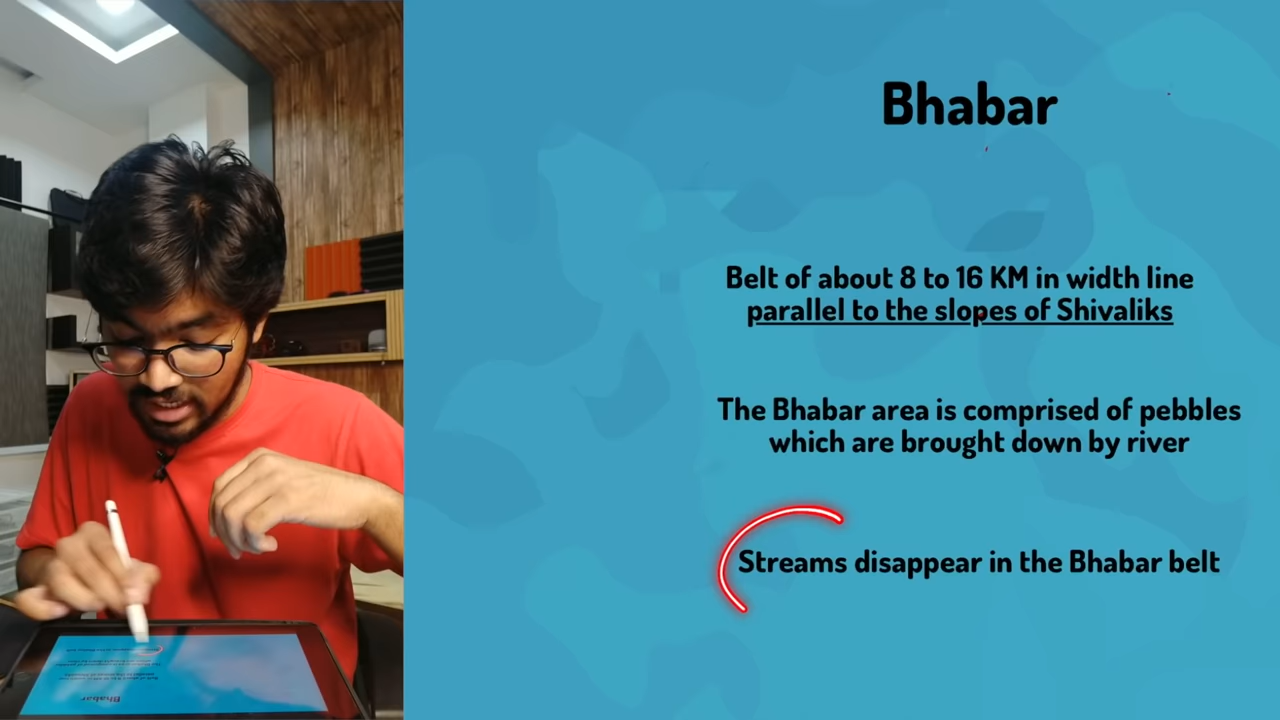 Bhabar
Belt of about 8 to 16 KM in width line
parallel to the slopes of Shivaliks
The Bhabar area is comprised of pebbles
which are brought down by river
Streams disappear in the Bhabar belt